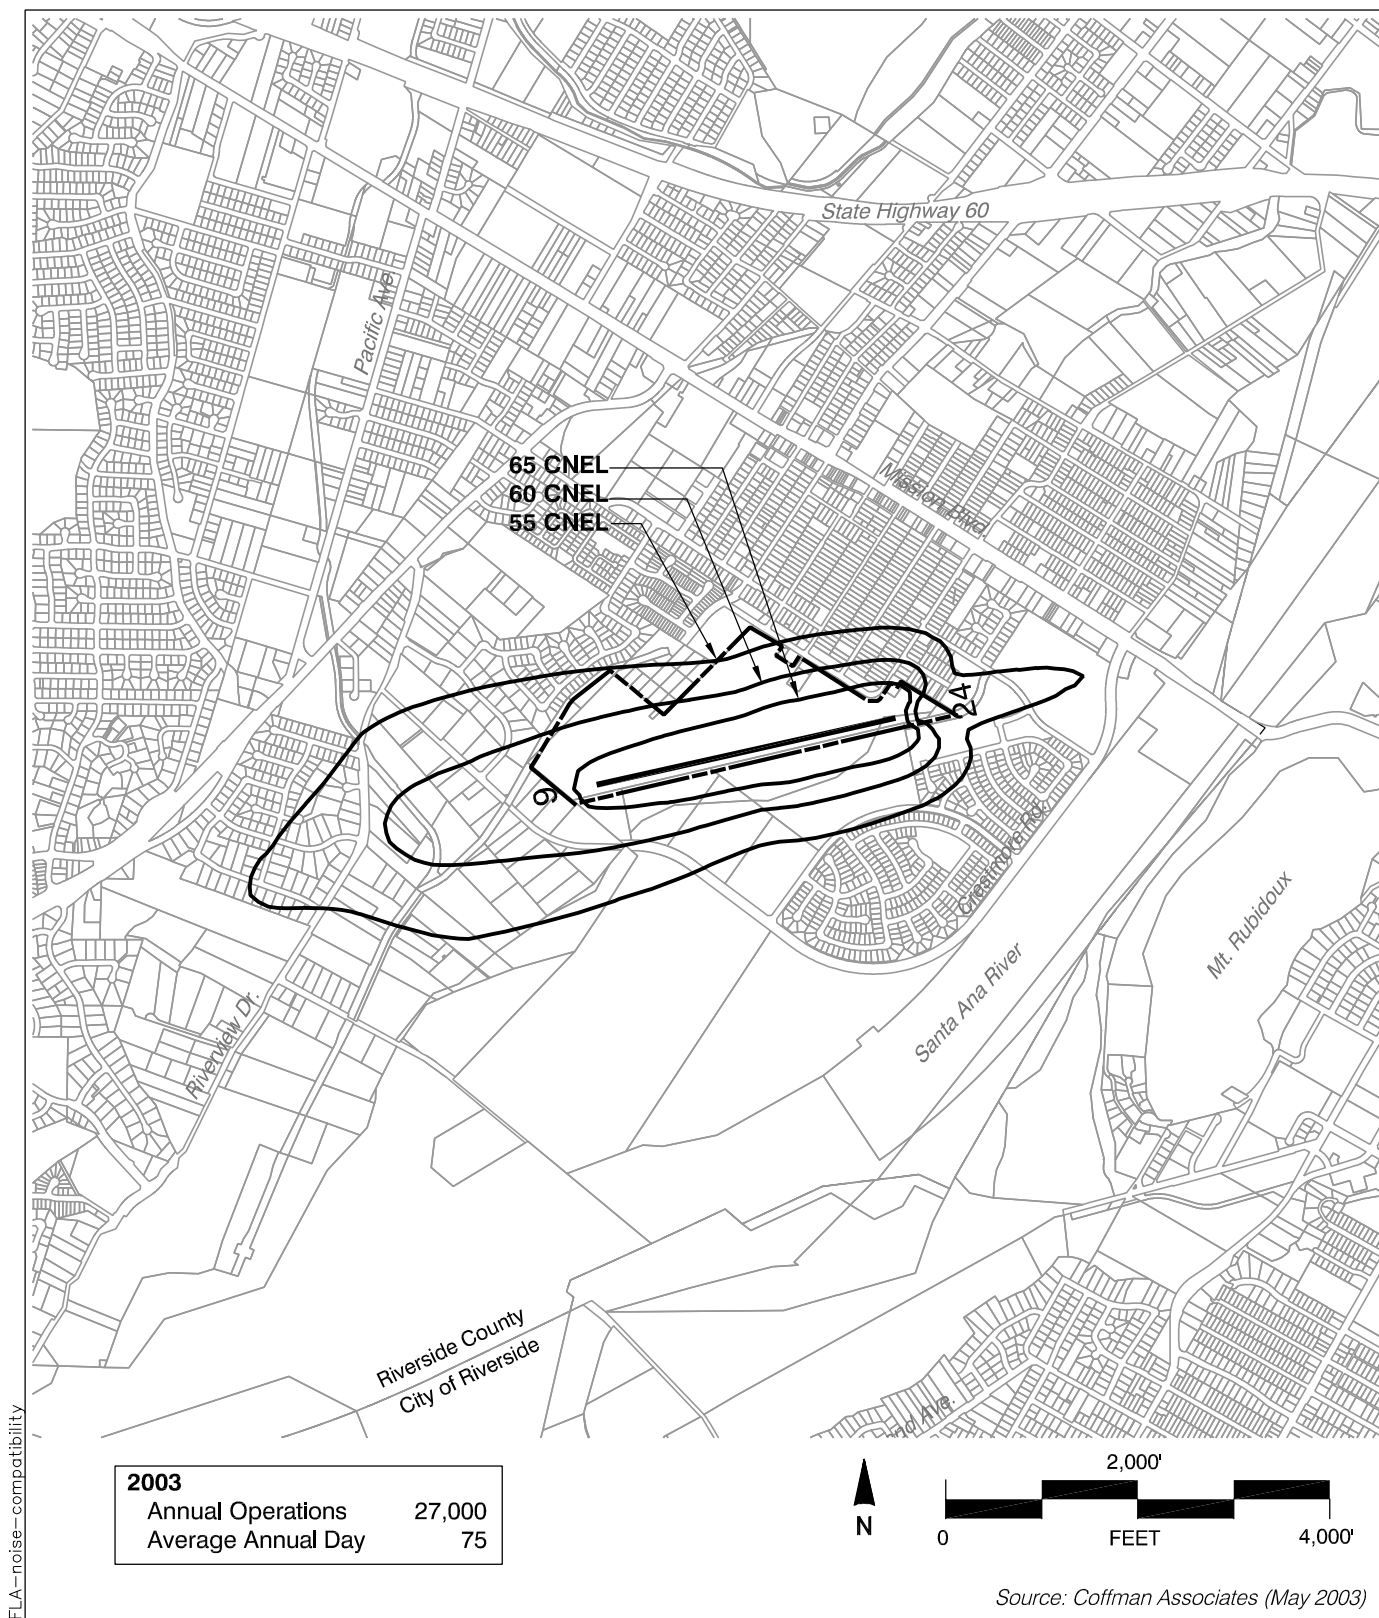 State Highway 60
Pacific Ave.
65 CNEL
60 CNEL
55 CNEL
Mission Blvd.
24
6
Crestmore Rd.
Mt. Rubidoux
Santa Ana River
Riverview Dr.
Riverside County
City of Riverside
Ave.
FLA-noise-compatibility
2003
Annual Operations 27,000
Average Annual Day 75
N
2,000'
0 FEET 4,000'
Source: Coffman Associates (May 2003)